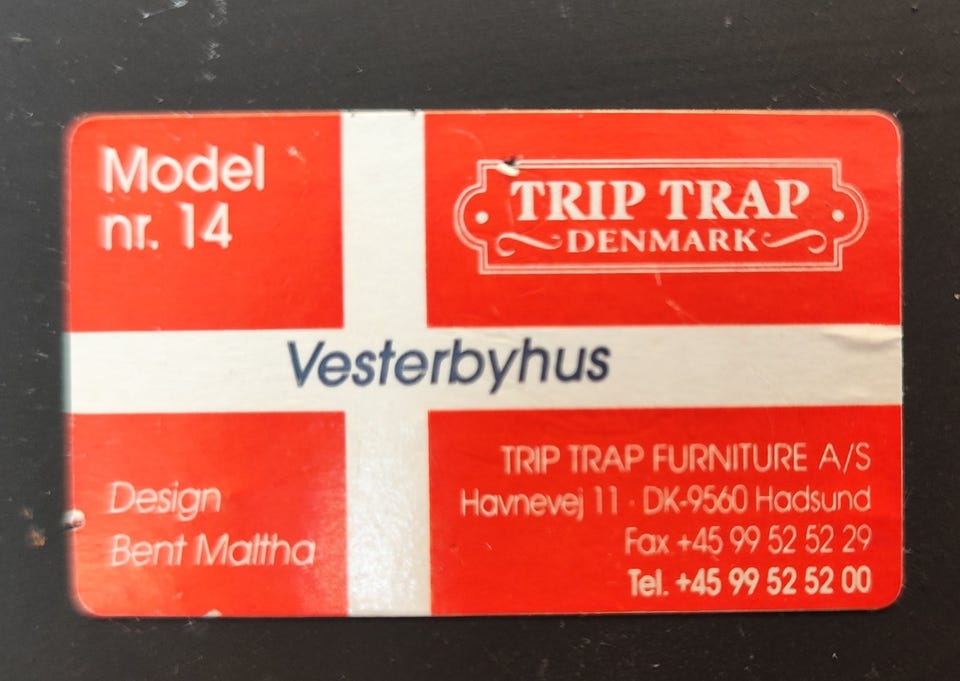 Model
nr. 14
TRIP TRAP
DENMARK
Vesterbyhus
Design
Bent Maltha
TRIP TRAP FURNITURE A/S
Havnevej 11 · DK-9560 Hadsund
Fax +45 99 52 52 29
Tel. +45 99 52 52 00